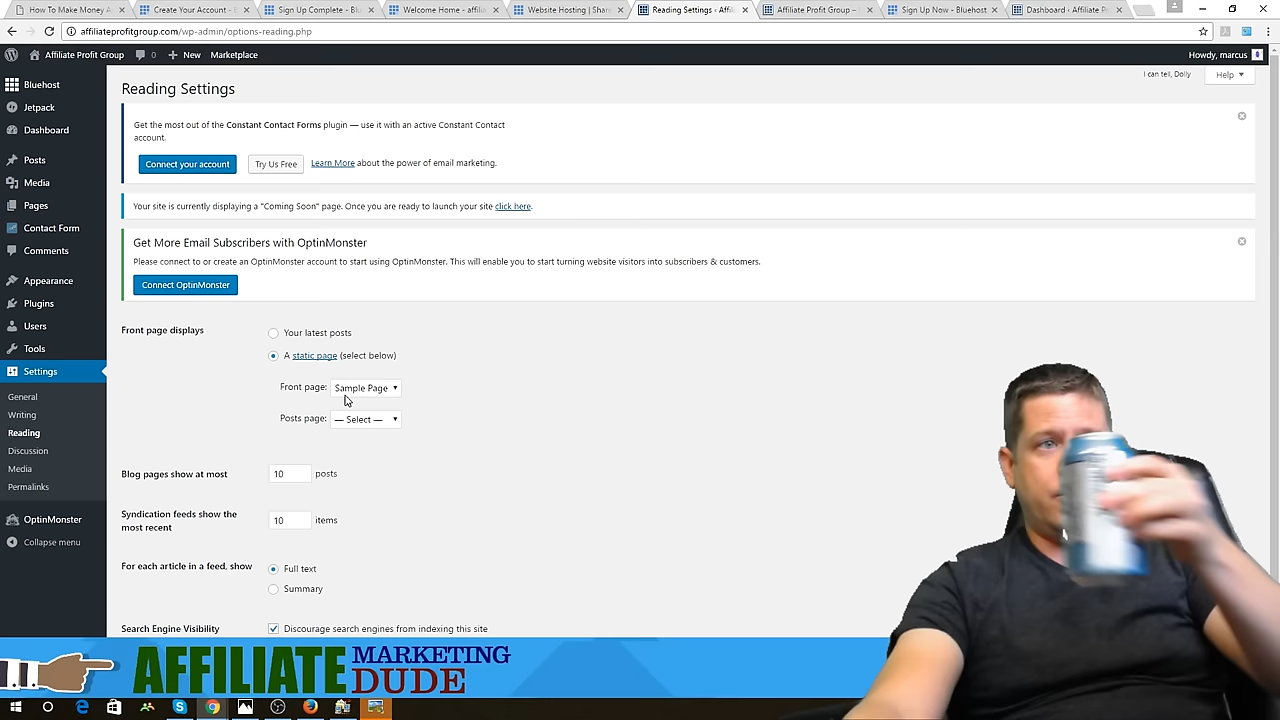 How To Make Money A
Create Your Account - B
Sign Up Complete - Blu
Welcome Home - affilia
Website Hosting | Share
Reading Settings ‹ Affil
Affiliate Profit Group –
Sign Up Now - Bluehost
Dashboard ‹ Affiliate P
affiliateprofitgroup.com/wp-admin/options-reading.php
Affiliate Profit Group
0
New
Marketplace
Howdy, marcus
Bluehost
Jetpack
Dashboard
Posts
Media
Pages
Contact Form
Comments
Appearance
Plugins
Users
Tools
Settings
General
Writing
Reading
Discussion
Media
Permalinks
OptinMonster
Collapse menu
I can tell, Dolly
Help
Reading Settings
Get the most out of the Constant Contact Forms plugin — use it with an active Constant Contact
account.
Connect your account
Try Us Free
Learn More about the power of email marketing.
Your site is currently displaying a "Coming Soon" page. Once you are ready to launch your site click here.
Get More Email Subscribers with OptinMonster
Please connect to or create an OptinMonster account to start using OptinMonster. This will enable you to start turning website visitors into subscribers & customers.
Connect OptinMonster
Front page displays
Your latest posts
A static page (select below)
Front page: Sample Page
Posts page: — Select —
Blog pages show at most 10 posts
Syndication feeds show the
most recent
10 items
For each article in a feed, show
Full text
Summary
Search Engine Visibility
Discourage search engines from indexing this site
AFFILIATE
MARKETING
DUDE